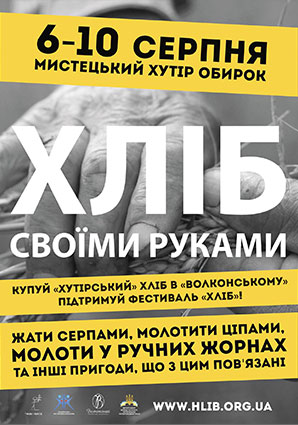 6–10 СЕРПНЯ
МИСТЕЦЬКИЙ ХУТІР ОБИРОК
ХЛІБ
СВОЇМИ РУКАМИ
КУПУЙ «ХУТІРСЬКИЙ» ХЛІБ В «ВОЛКОНСЬКОМУ»
ПІДТРИМУЙ ФЕСТИВАЛЬ «ХЛІБ»!
ЖАТИ СЕРПАМИ, МОЛОТИТИ ЦІПАМИ,
МОЛОТИ У РУЧНИХ ЖОРНАХ
ТА ІНШІ ПРИГОДИ, ЩО З ЦИМ ПОВ'ЯЗАНІ
WWW.HLIB.ORG.UA